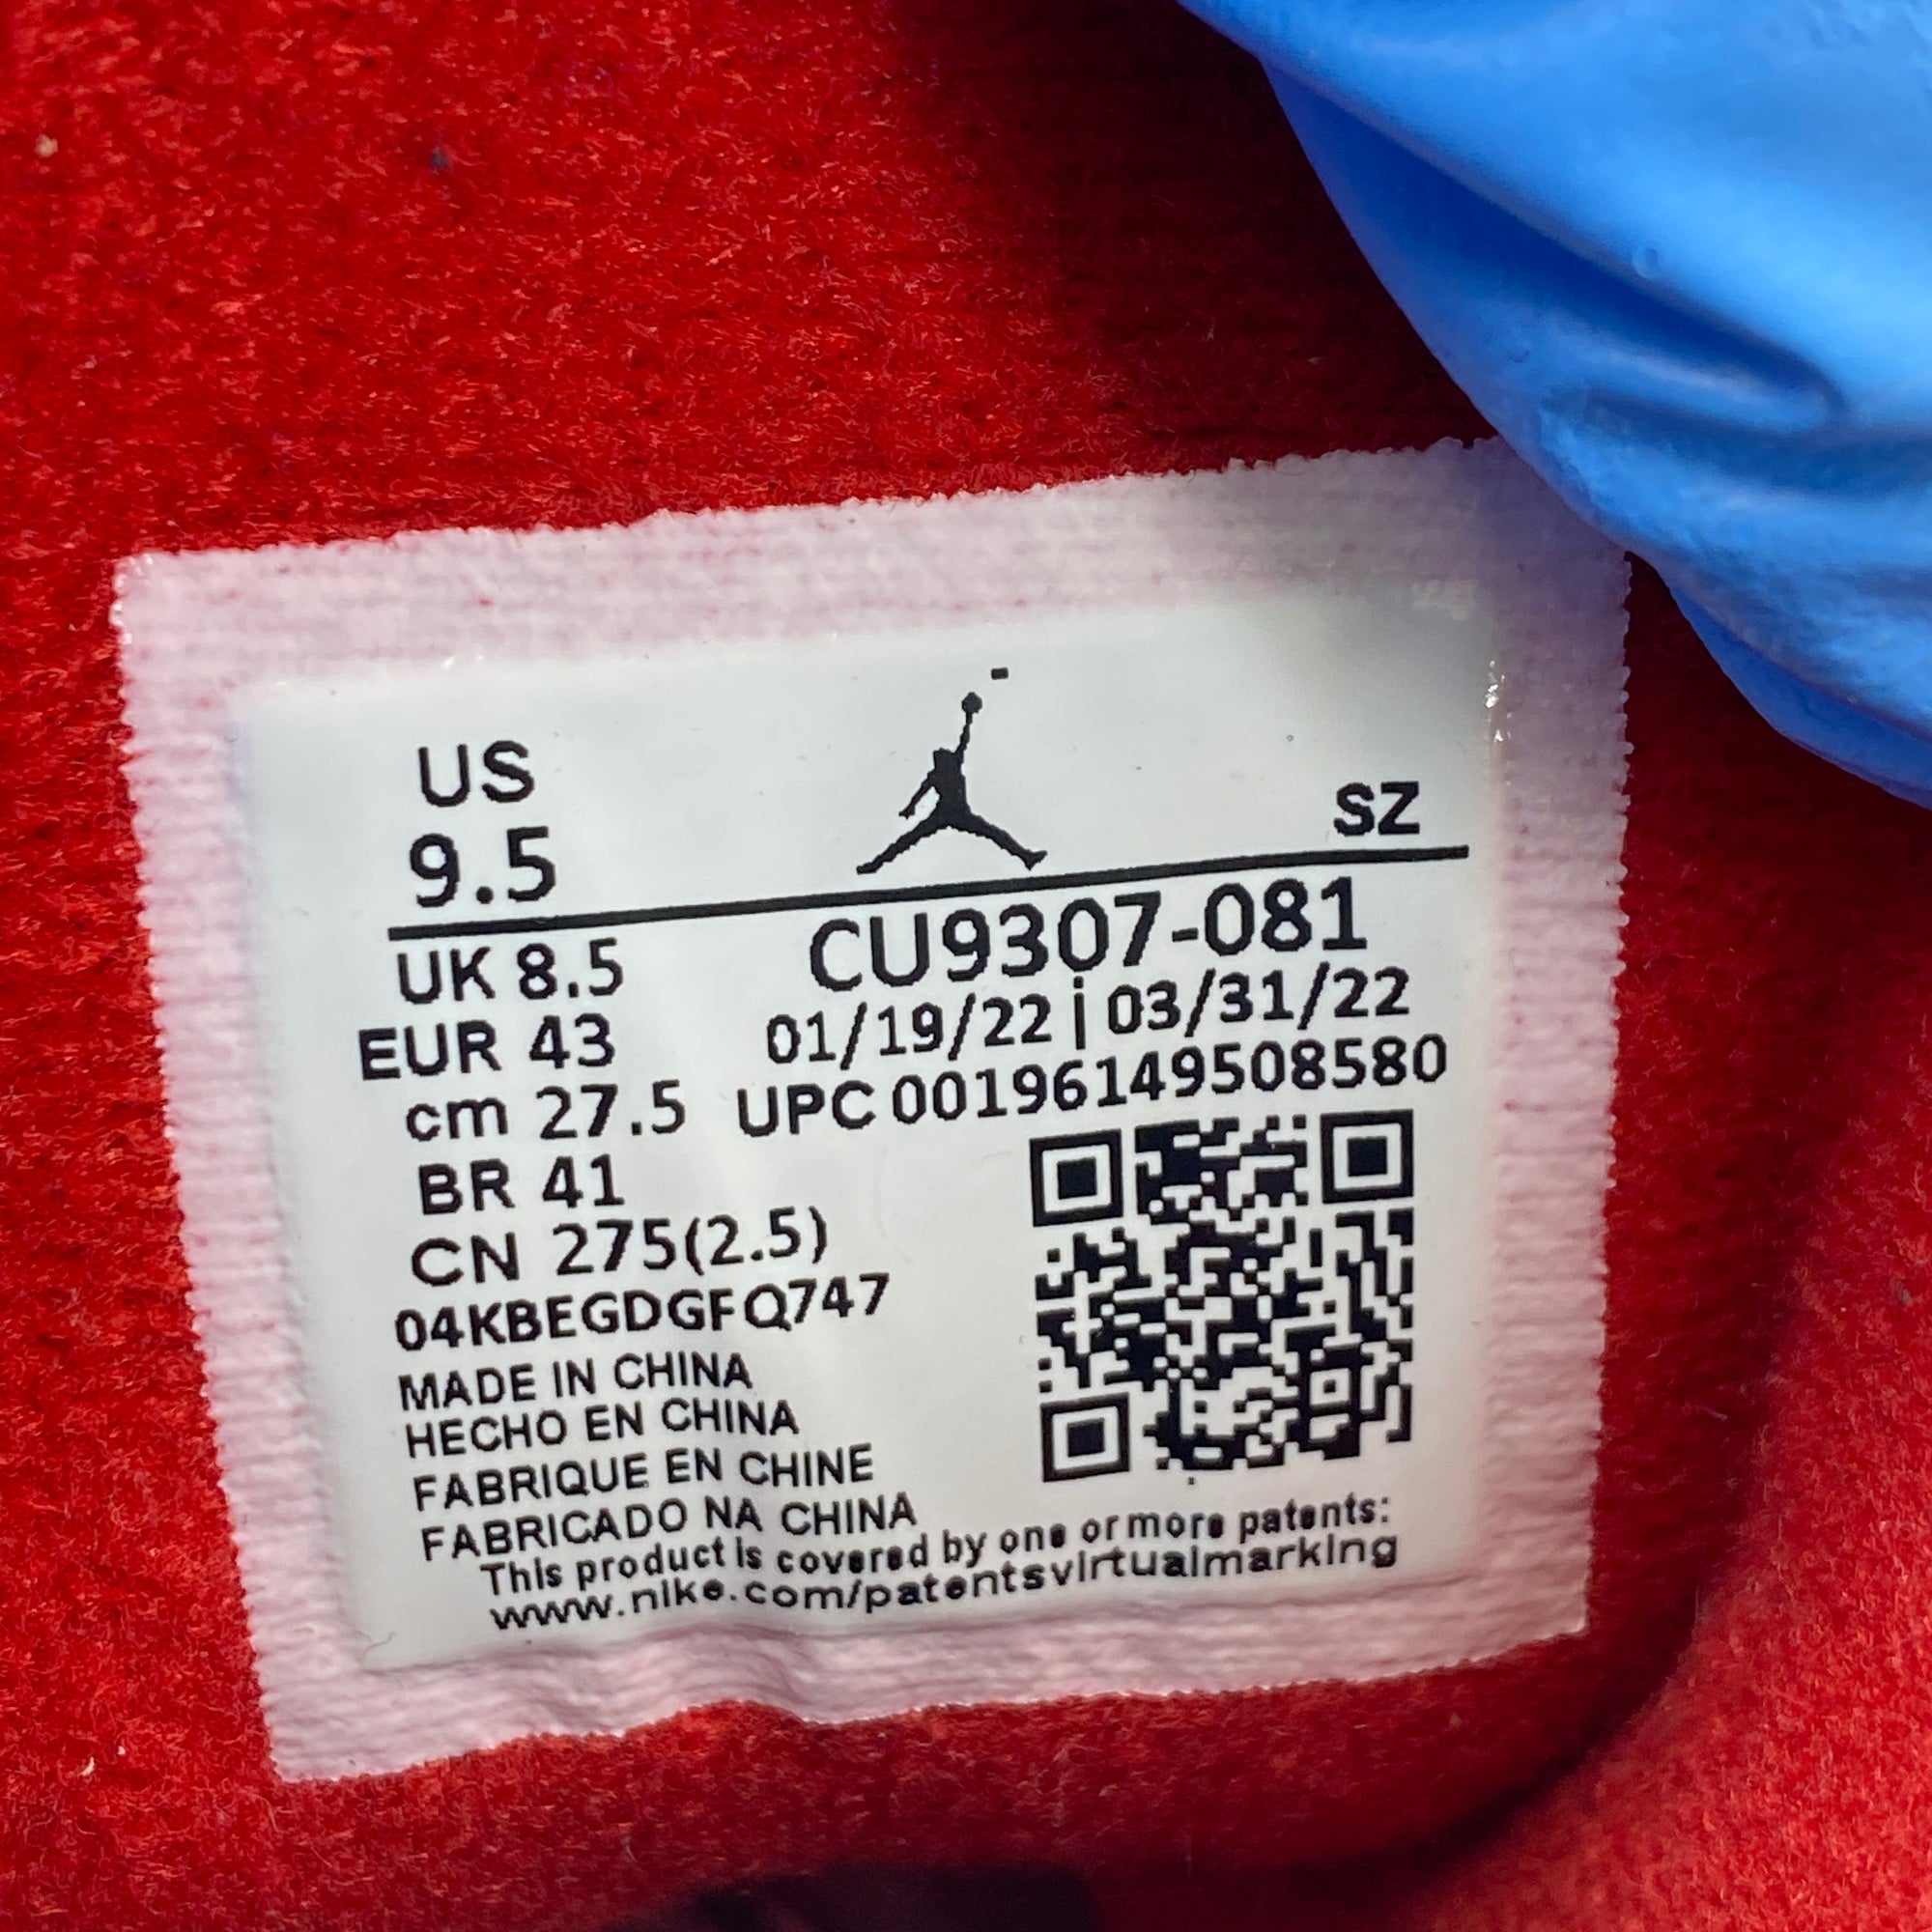 US
9.5
SZ
UK 8.5
EUR 43
cm 27.5
BR 41
CN 275(2.5)
CU9307-081
01/19/22 | 03/31/22
UPC 00196149508580
04KBEGDGFQ747
MADE IN CHINA
HECHO EN CHINA
FABRIQUE EN CHINE
FABRICADO NA CHINA
This product is covered by one or more patents:
www.nike.com/patentsvirtualmarking